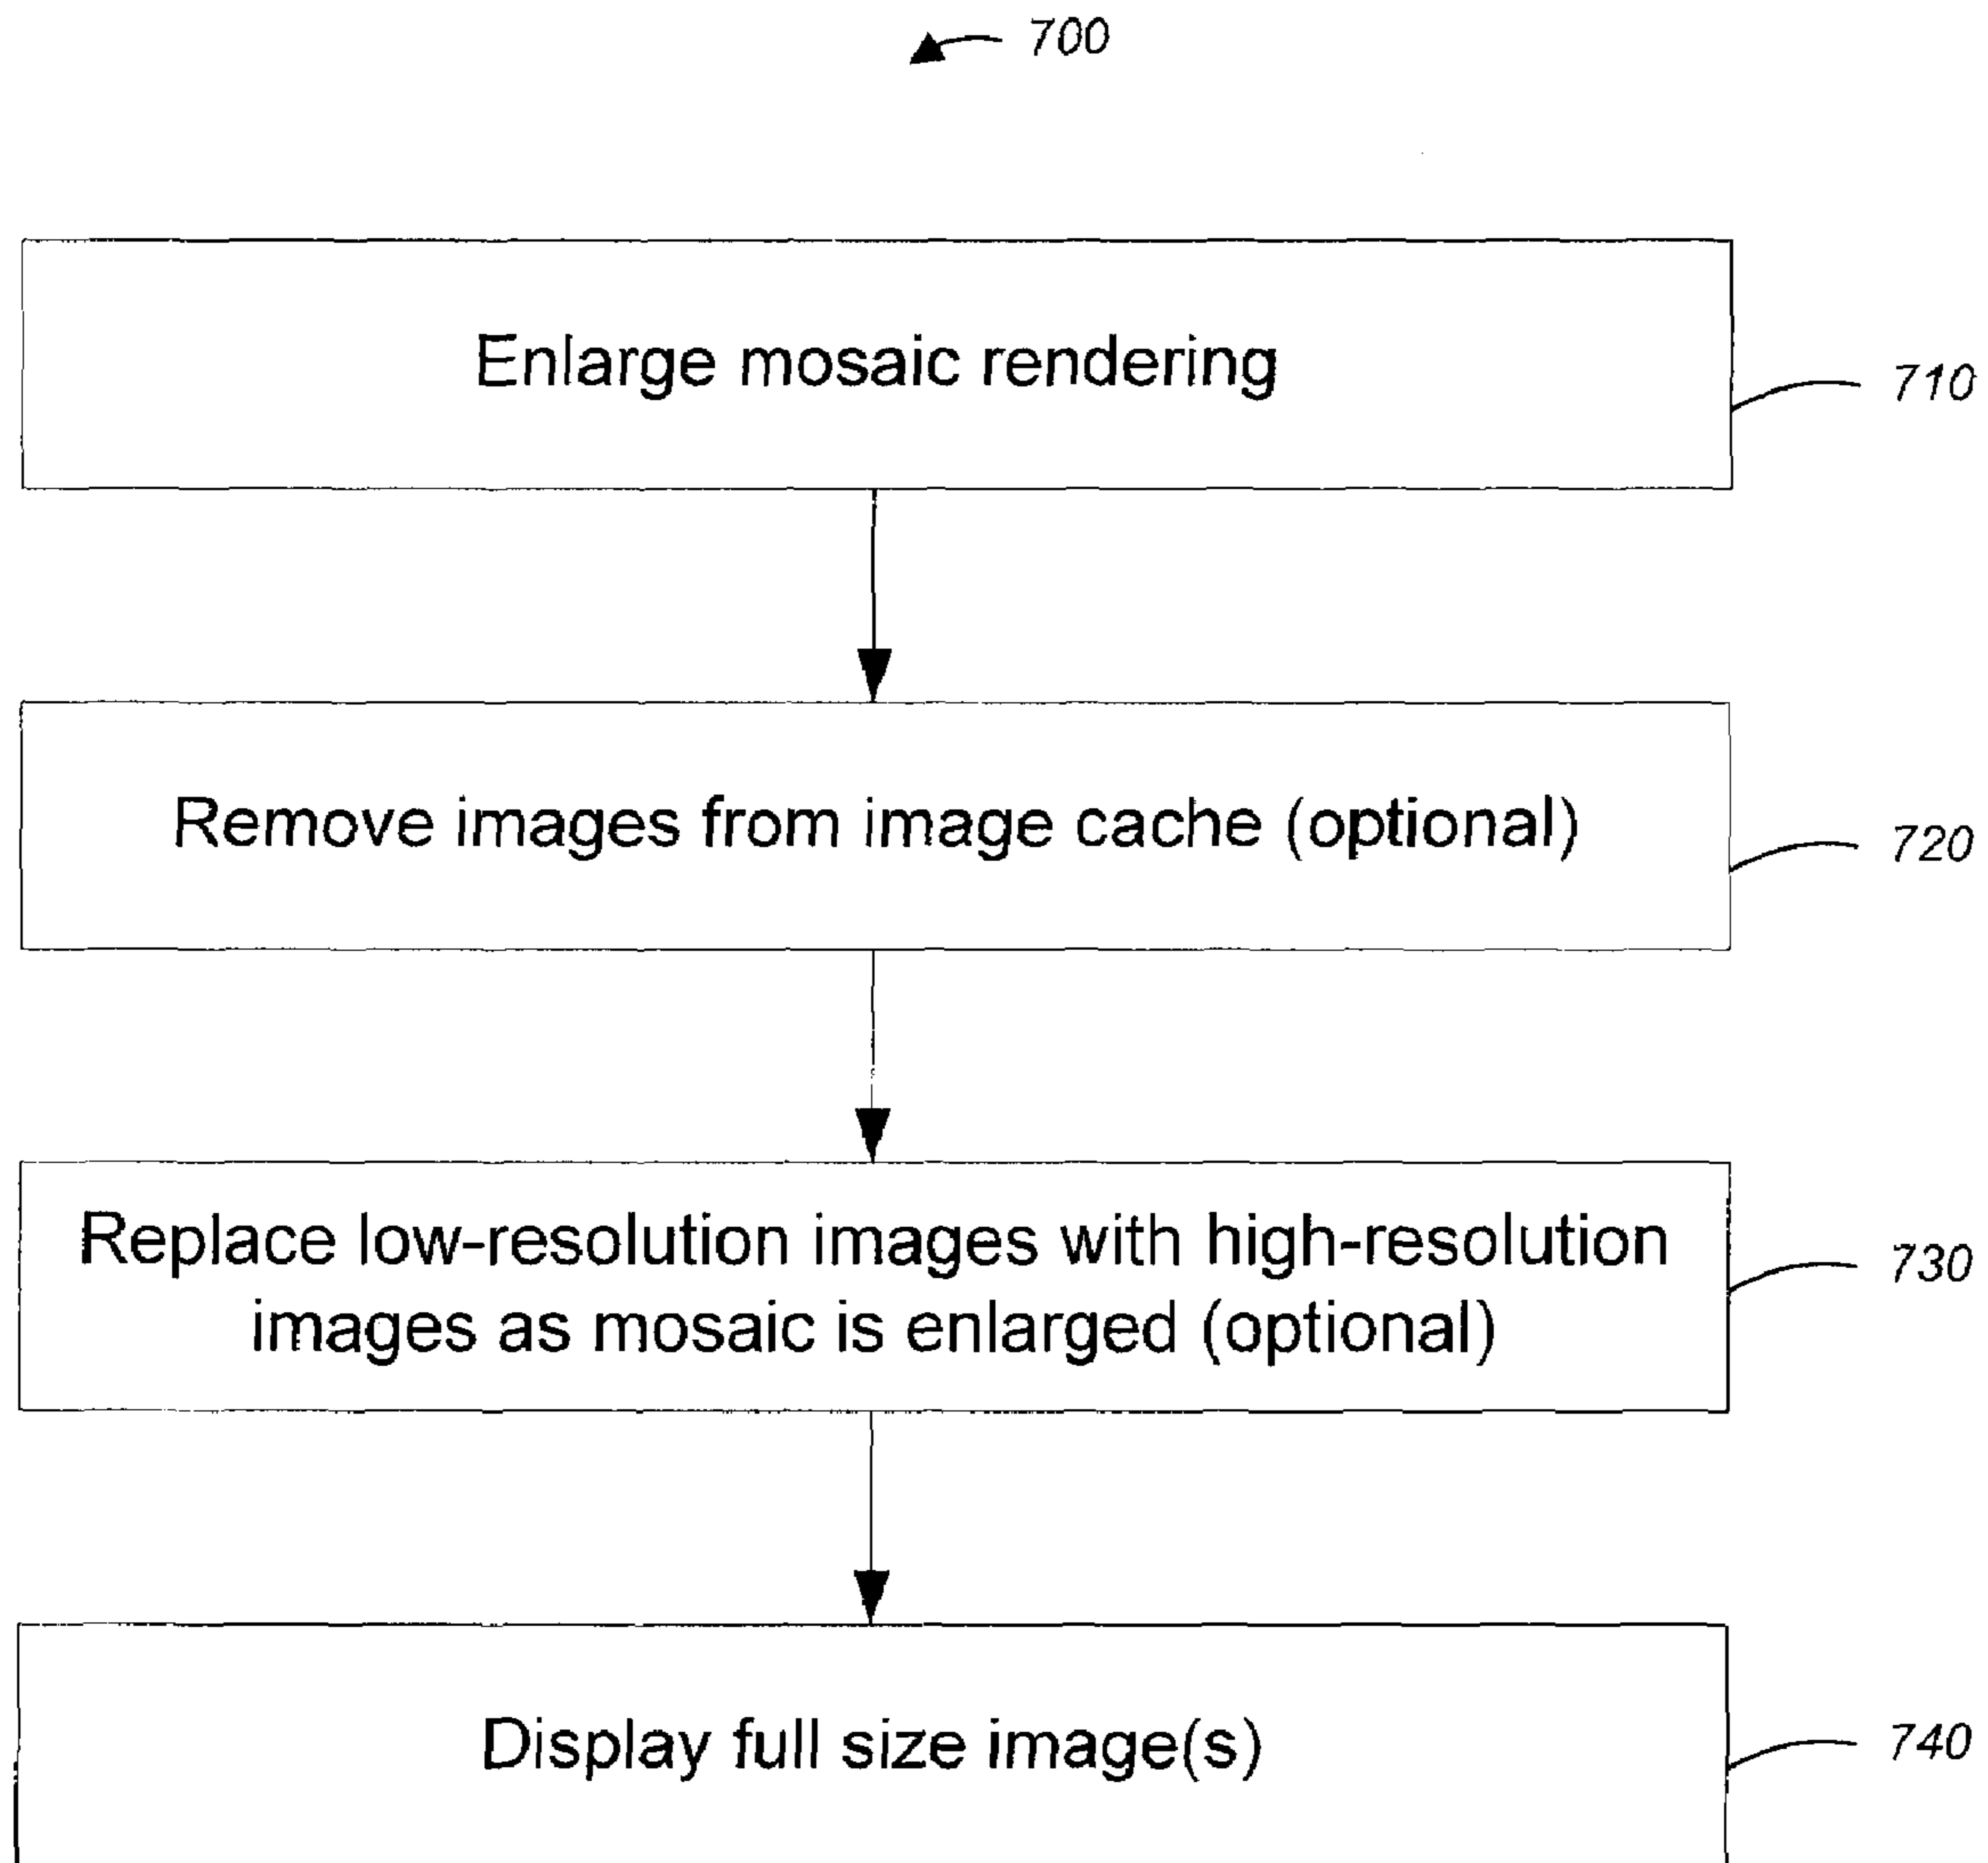 700
Enlarge mosaic rendering
710
Remove images from image cache (optional)
720
Replace low-resolution images with high-resolution
images as mosaic is enlarged (optional)
730
Display full size image(s)
740